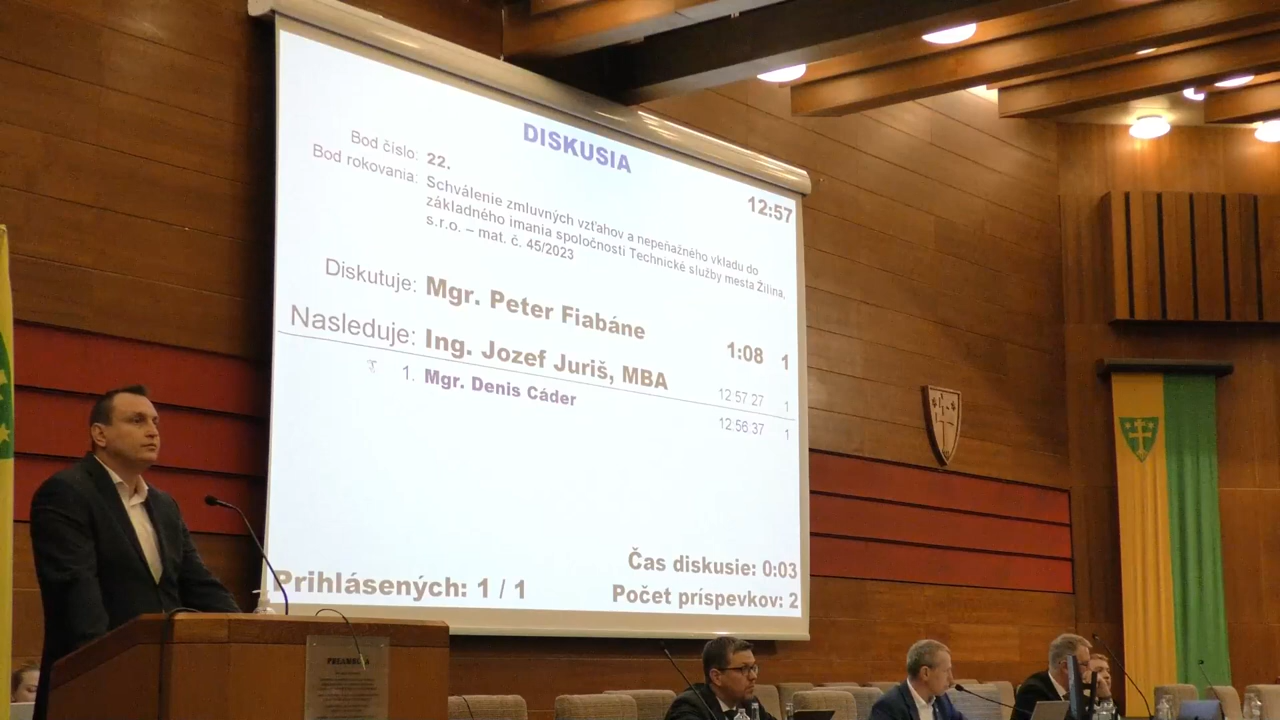 DISKUSIA
12:57
Bod číslo: 22.
Bod rokovania: Schválenie zmluvných vzťahov a nepeňažného vkladu do
základného imania spoločnosti Technické služby mesta Žilina,
s.r.o. – mat. č. 45/2023
Diskutuje: Mgr. Peter Fiabáne 1:08 1
Nasleduje: Ing. Jozef Juriš, MBA 12:57:27 1
1. Mgr. Denis Cáder 12:56:37 1
Čas diskusie: 0:03
Prihlásených: 1 / 1 Počet príspevkov: 2
PREAMBULA